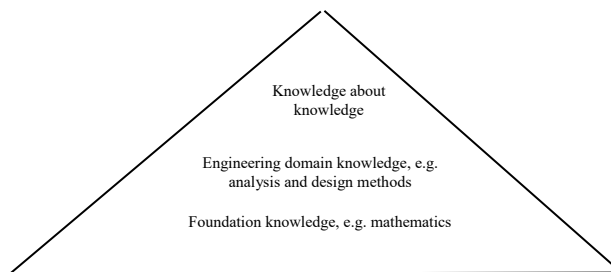 Knowledge about
knowledge
Engineering domain knowledge, e.g.
analysis and design methods
Foundation knowledge, e.g. mathematics